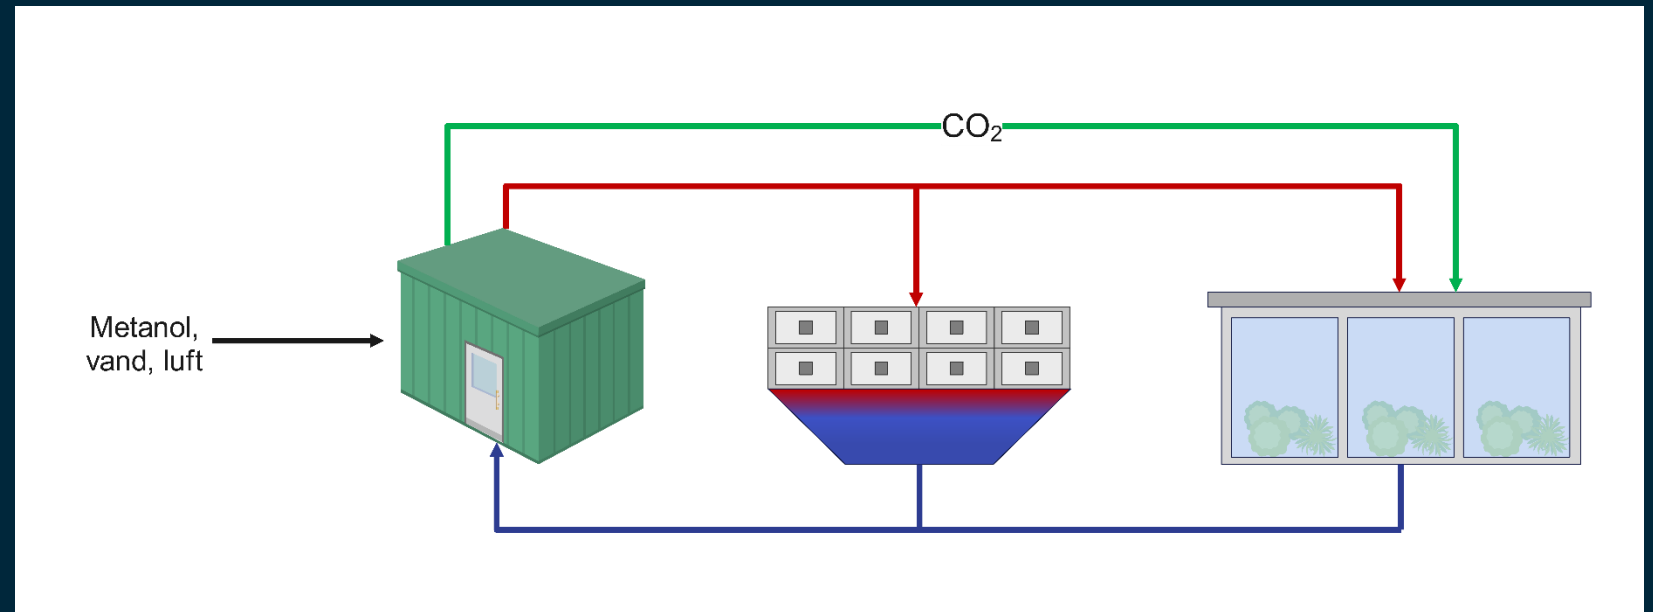 CO₂
Metanol,
vand, luft